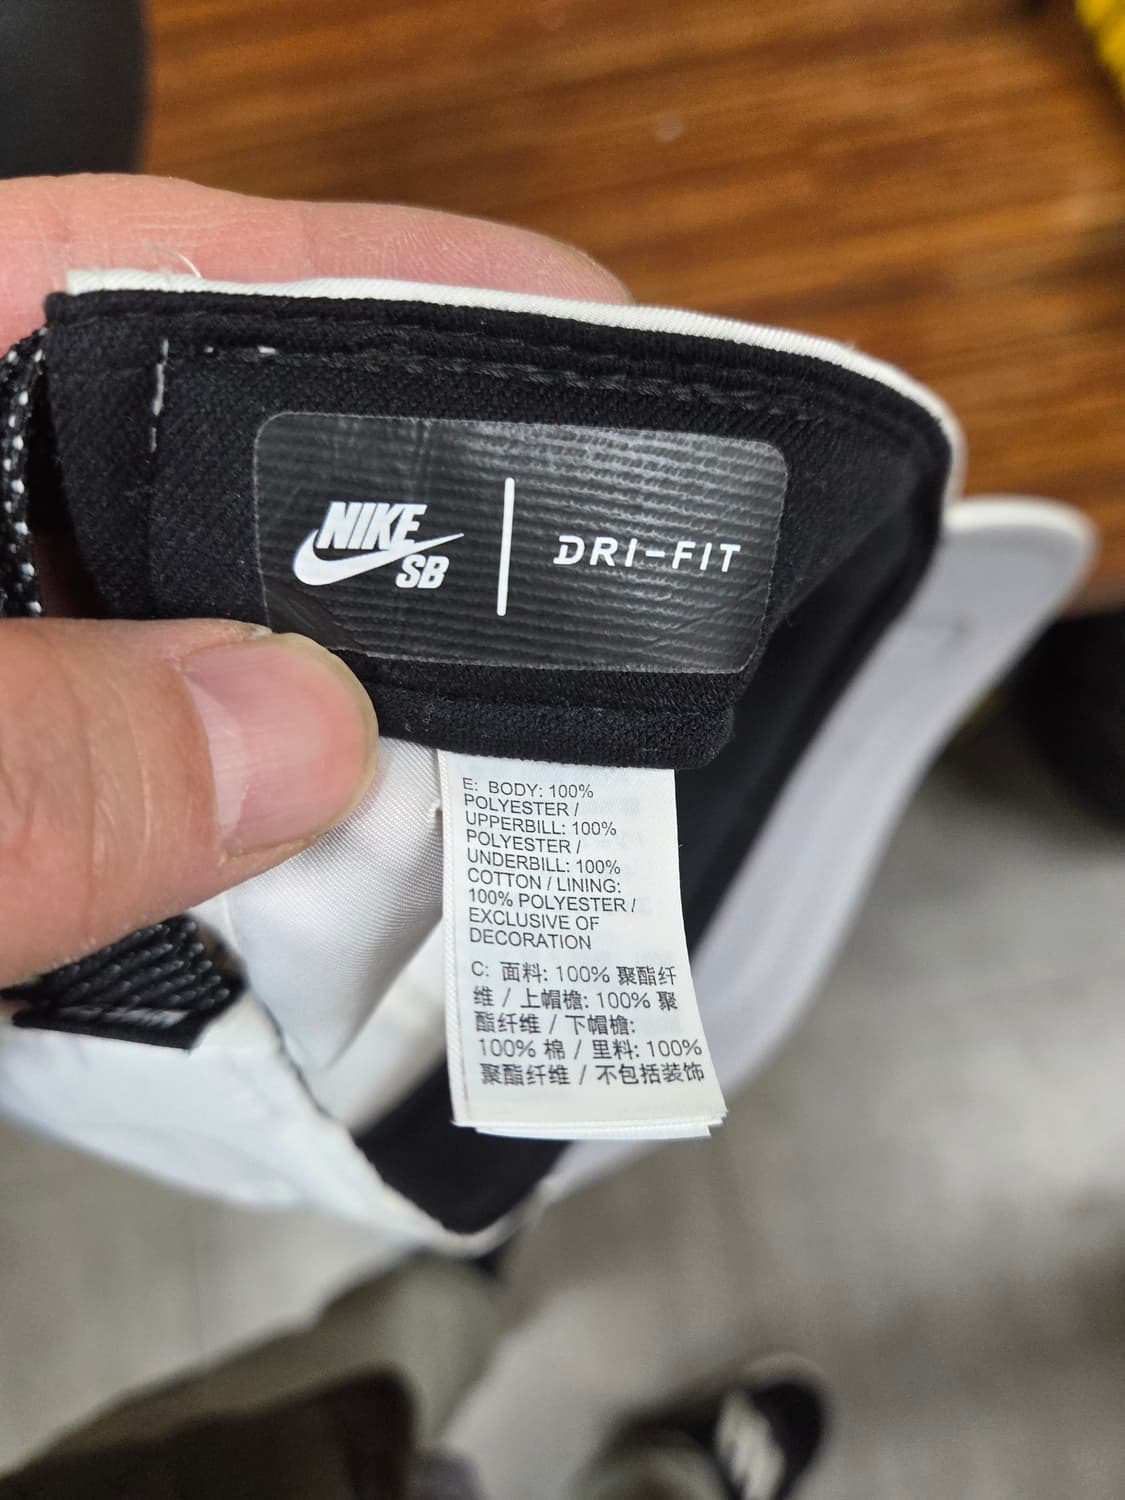 NIKE
SB
DRI-FIT
E: BODY: 100%
POLYESTER /
UPPERBILL: 100%
POLYESTER /
UNDERBILL: 100%
COTTON / LINING:
100% POLYESTER /
EXCLUSIVE OF
DECORATION
C: 面料: 100% 聚酯纤
维 / 上帽檐: 100% 聚
酯纤维 / 下帽檐:
100% 棉 / 里料: 100%
聚酯纤维 / 不包括装饰